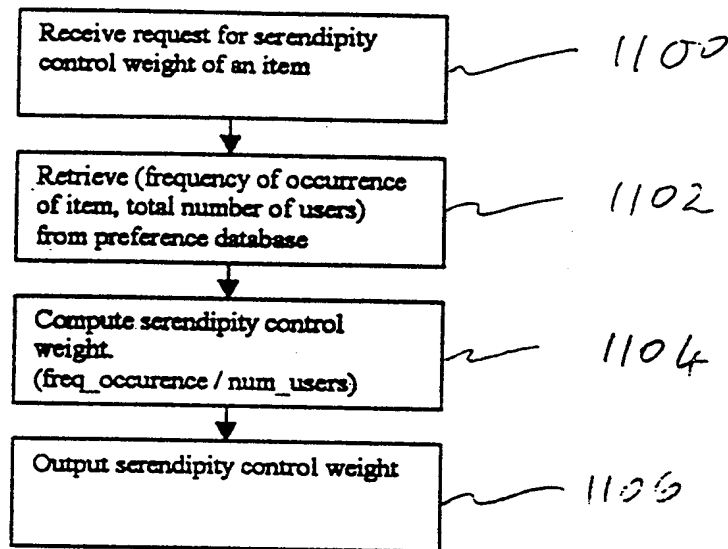 Receive request for serendipity
control weight of an item
1100
Retrieve (frequency of occurrence
of item, total number of users)
from preference database
1102
Compute serendipity control
weight.
(freq_occurence / num_users)
1104
Output serendipity control weight
1106